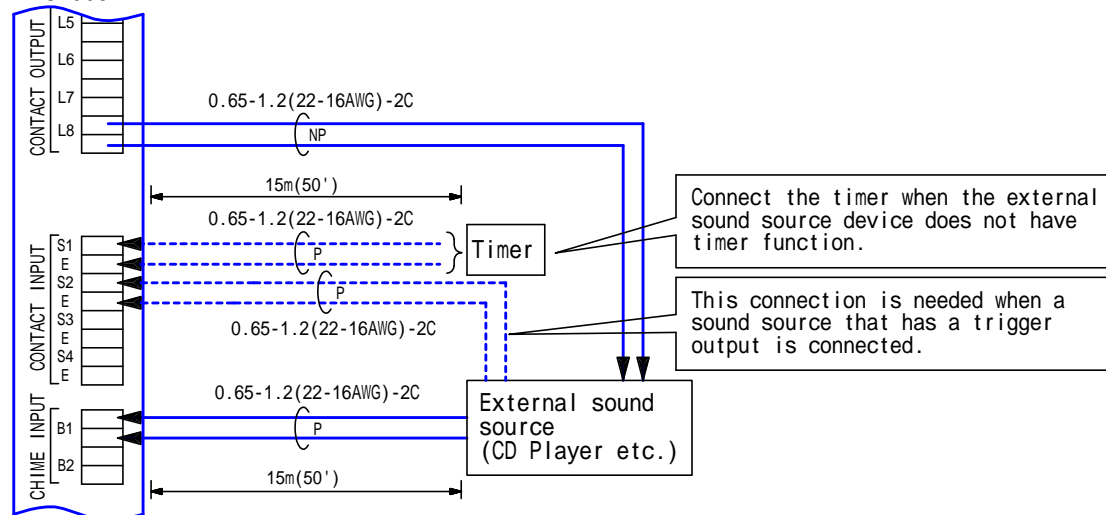 CONTACT OUTPUT
L5
L6
L7
L8
0.65-1.2(22-16AWG)-2C
NP
15m(50')
0.65-1.2(22-16AWG)-2C
P
CONTACT INPUT
S1
E
S2
E
S3
E
S4
E
Timer
P
0.65-1.2(22-16AWG)-2C
Connect the timer when the external
sound source device does not have
timer function.
This connection is needed when a
sound source that has a trigger
output is connected.
0.65-1.2(22-16AWG)-2C
P
CHIME INPUT
B1
B2
External sound
source
(CD Player etc.)
15m(50')